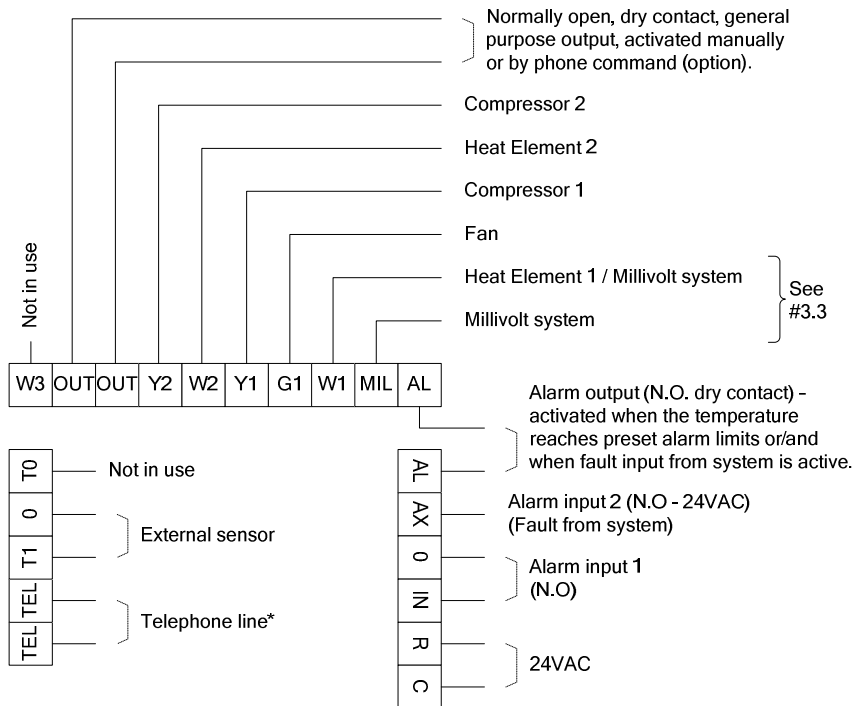 Normally open, dry contact, general
purpose output, activated manually
or by phone command (option).
Compressor 2
Heat Element 2
Compressor 1
Fan
Heat Element 1 / Millivolt system
Millivolt system
See
#3.3
Not in use
W3 OUT OUT Y2 W2 Y1 G1 W1 MIL AL
Alarm output (N.O. dry contact) -
activated when the temperature
reaches preset alarm limits or/and
when fault input from system is active.
T0
Not in use
0
T1
External sensor
TEL
TEL
Telephone line*
AL
AX
Alarm input 2 (N.O - 24VAC)
(Fault from system)
0
IN
Alarm input 1
(N.O)
R
C
24VAC